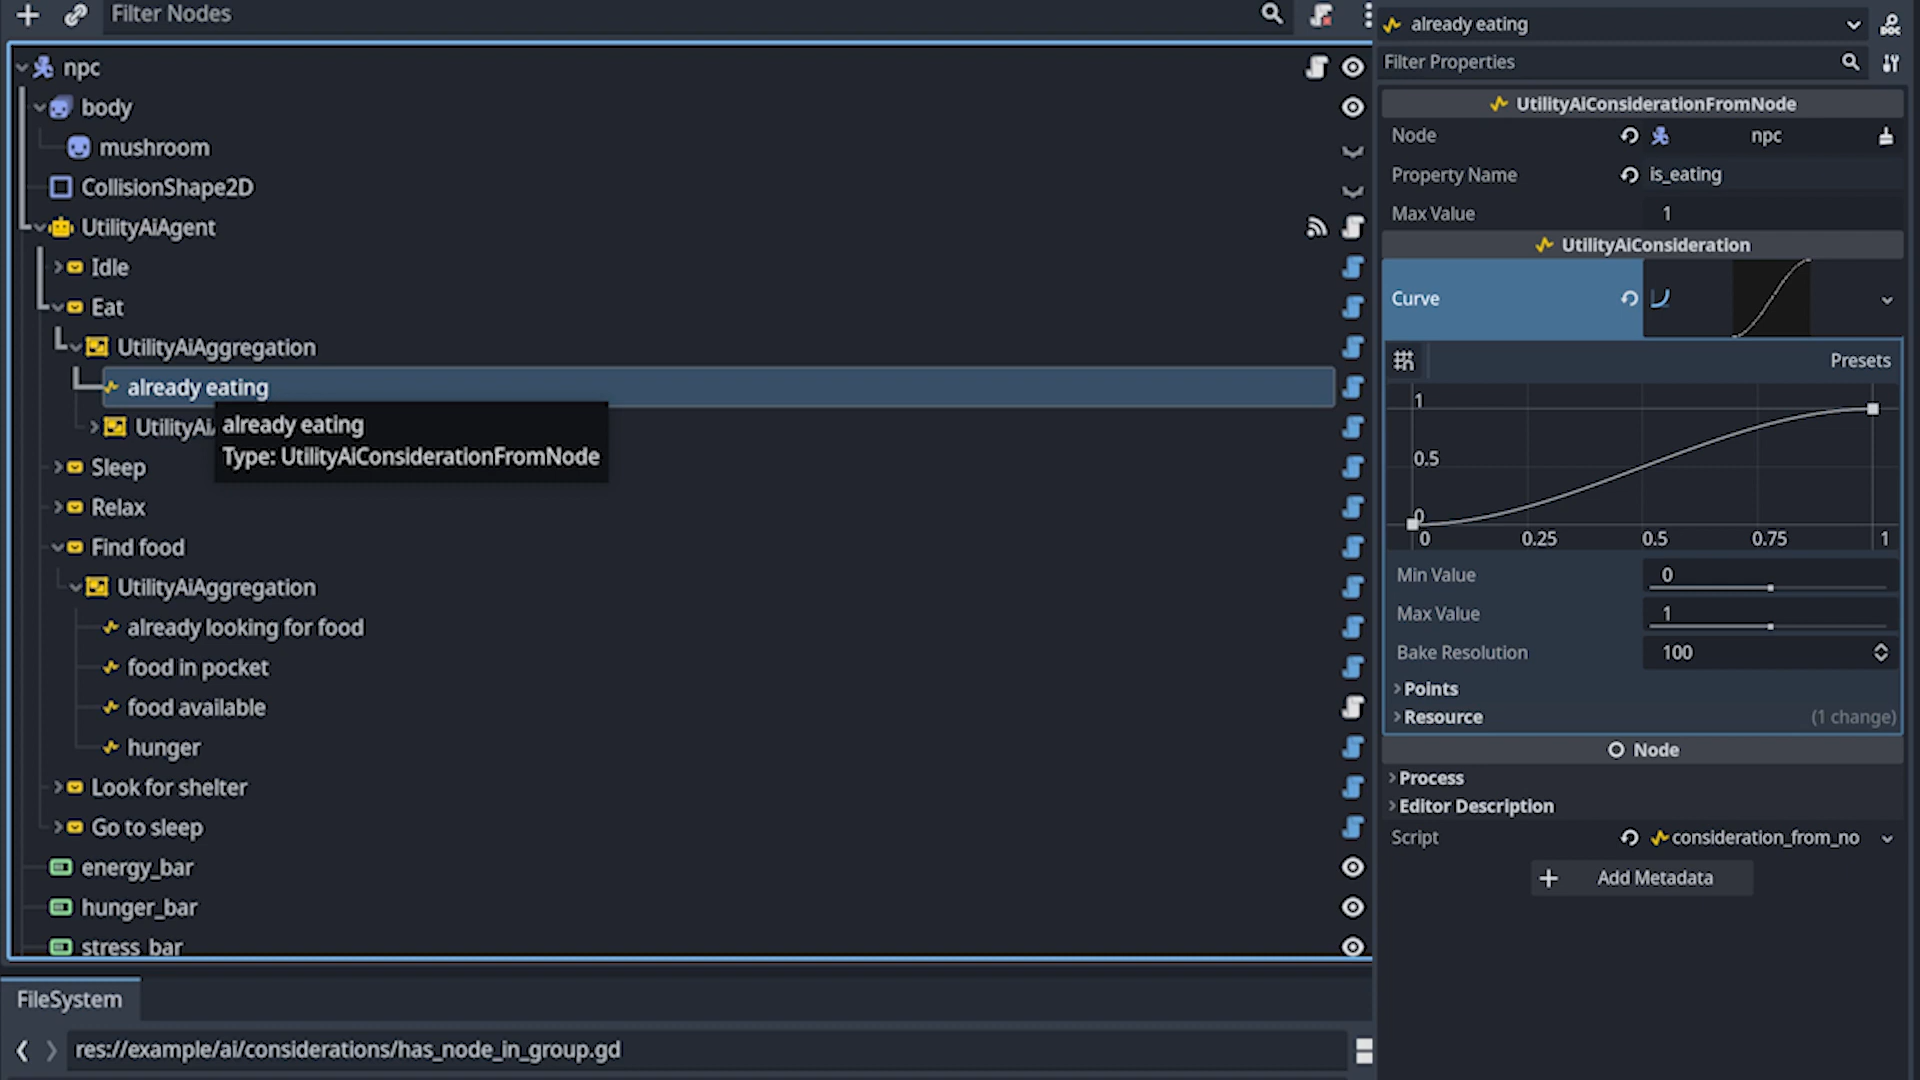 Filter Nodes
npc
body
mushroom
CollisionShape2D
UtilityAiAgent
Idle
Eat
UtilityAiAggregation
already eating
UtilityAi
already eating
Type: UtilityAiConsiderationFromNode
Sleep
Relax
Find food
UtilityAiAggregation
already looking for food
food in pocket
food available
hunger
Look for shelter
Go to sleep
energy_bar
hunger_bar
stress_bar
FileSystem
res://example/ai/considerations/has_node_in_group.gd
already eating
DOC
Filter Properties
UtilityAiConsiderationFromNode
Node npc
Property Name is_eating
Max Value 1
UtilityAiConsideration
Curve
Presets
1
0.5
0
0 0.25 0.5 0.75 1
Min Value 0
Max Value 1
Bake Resolution 100
Points
Resource (1 change)
Node
Process
Editor Description
Script consideration_from_no
+ Add Metadata